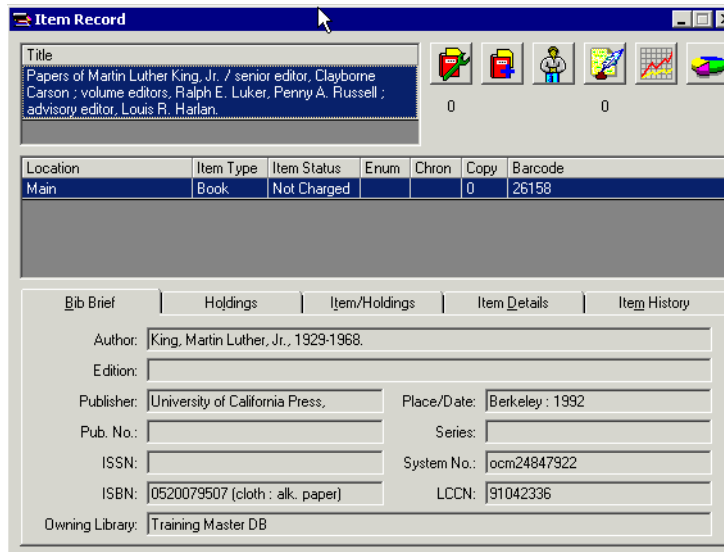 Item Record
Title
Papers of Martin Luther King, Jr. / senior editor, Clayborne
Carson ; volume editors, Ralph E. Luker, Penny A. Russell ;
advisory editor, Louis R. Harlan.
0 0
Location Item Type Item Status Enum Chron Copy Barcode
Main Book Not Charged 0 26158
Bib Brief Holdings Item/Holdings Item Details Item History
Author: King, Martin Luther, Jr., 1929-1968.
Edition:
Publisher: University of California Press, Place/Date: Berkeley : 1992
Pub. No.: Series:
ISSN: System No.: ocm24847922
ISBN: 0520079507 (cloth : alk. paper) LCCN: 91042336
Owning Library: Training Master DB